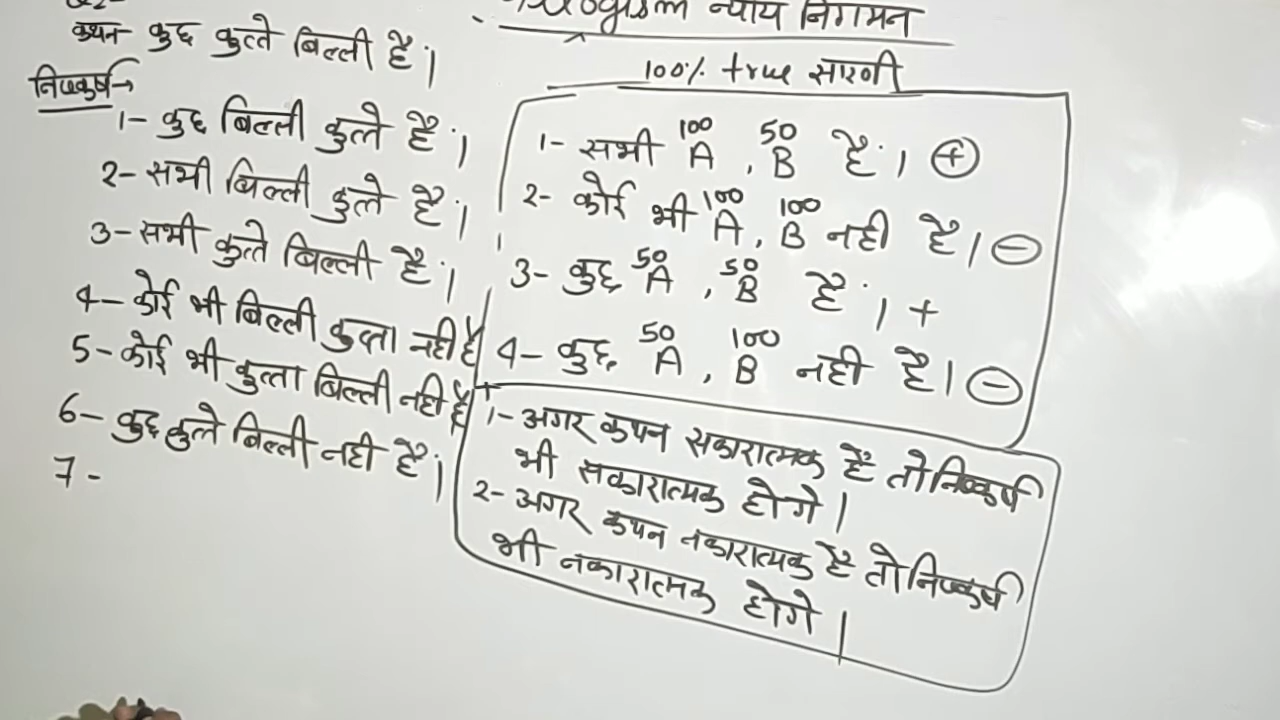 न्याय निगमन
कथन- कुछ कुत्ते बिल्ली है।
निष्कर्ष→
1- कुछ बिल्ली कुत्ते है।
2- सभी बिल्ली कुत्ते है।
3- सभी कुत्ते बिल्ली है।
4- कोई भी बिल्ली कुत्ता नही है
5- कोई भी कुत्ता बिल्ली नही है
6- कुछ कुत्ते बिल्ली नही है।
7-
100% true सारणी
100 50
1- सभी A, B है। +
100 100
2- कोई भी A, B नही है। -
50 50
3- कुछ A, B है। +
50 100
4- कुछ A, B नही है। -
1- अगर कथन सकारात्मक है तो निष्कर्ष
भी सकारात्मक होगे।
2- अगर कथन नकारात्मक है तो निष्कर्ष
भी नकारात्मक होगे।